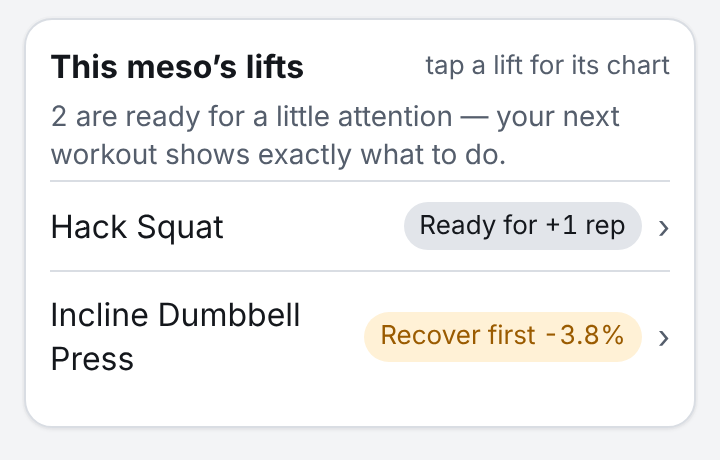 This meso’s lifts
tap a lift for its chart
2 are ready for a little attention — your next
workout shows exactly what to do.
Hack Squat
Ready for +1 rep ›
Incline Dumbbell
Press
Recover first -3.8% ›